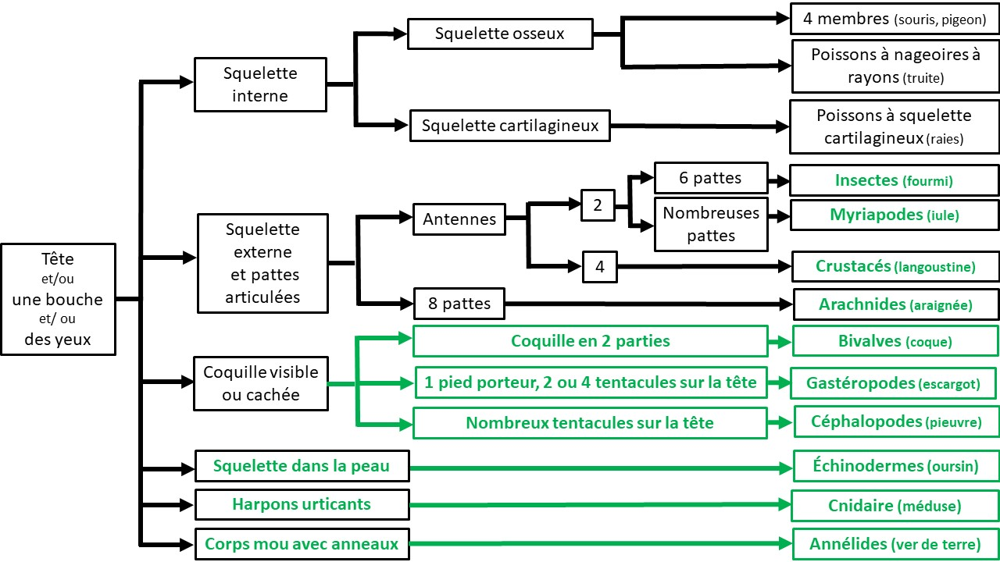 Tête
et/ou
une bouche
et/ ou
des yeux
Squelette
interne
Squelette osseux
4 membres (souris, pigeon)
Poissons à nageoires à
rayons (truite)
Squelette cartilagineux
Poissons à squelette
cartilagineux (raies)
Squelette
externe
et pattes
articulées
Antennes
2
6 pattes
Insectes (fourmi)
Nombreuses
pattes
Myriapodes (iule)
4
Crustacés (langoustine)
8 pattes
Arachnides (araignée)
Coquille visible
ou cachée
Coquille en 2 parties
Bivalves (coque)
1 pied porteur, 2 ou 4 tentacules sur la tête
Gastéropodes (escargot)
Nombreux tentacules sur la tête
Céphalopodes (pieuvre)
Squelette dans la peau
Échinodermes (oursin)
Harpons urticants
Cnidaire (méduse)
Corps mou avec anneaux
Annélides (ver de terre)